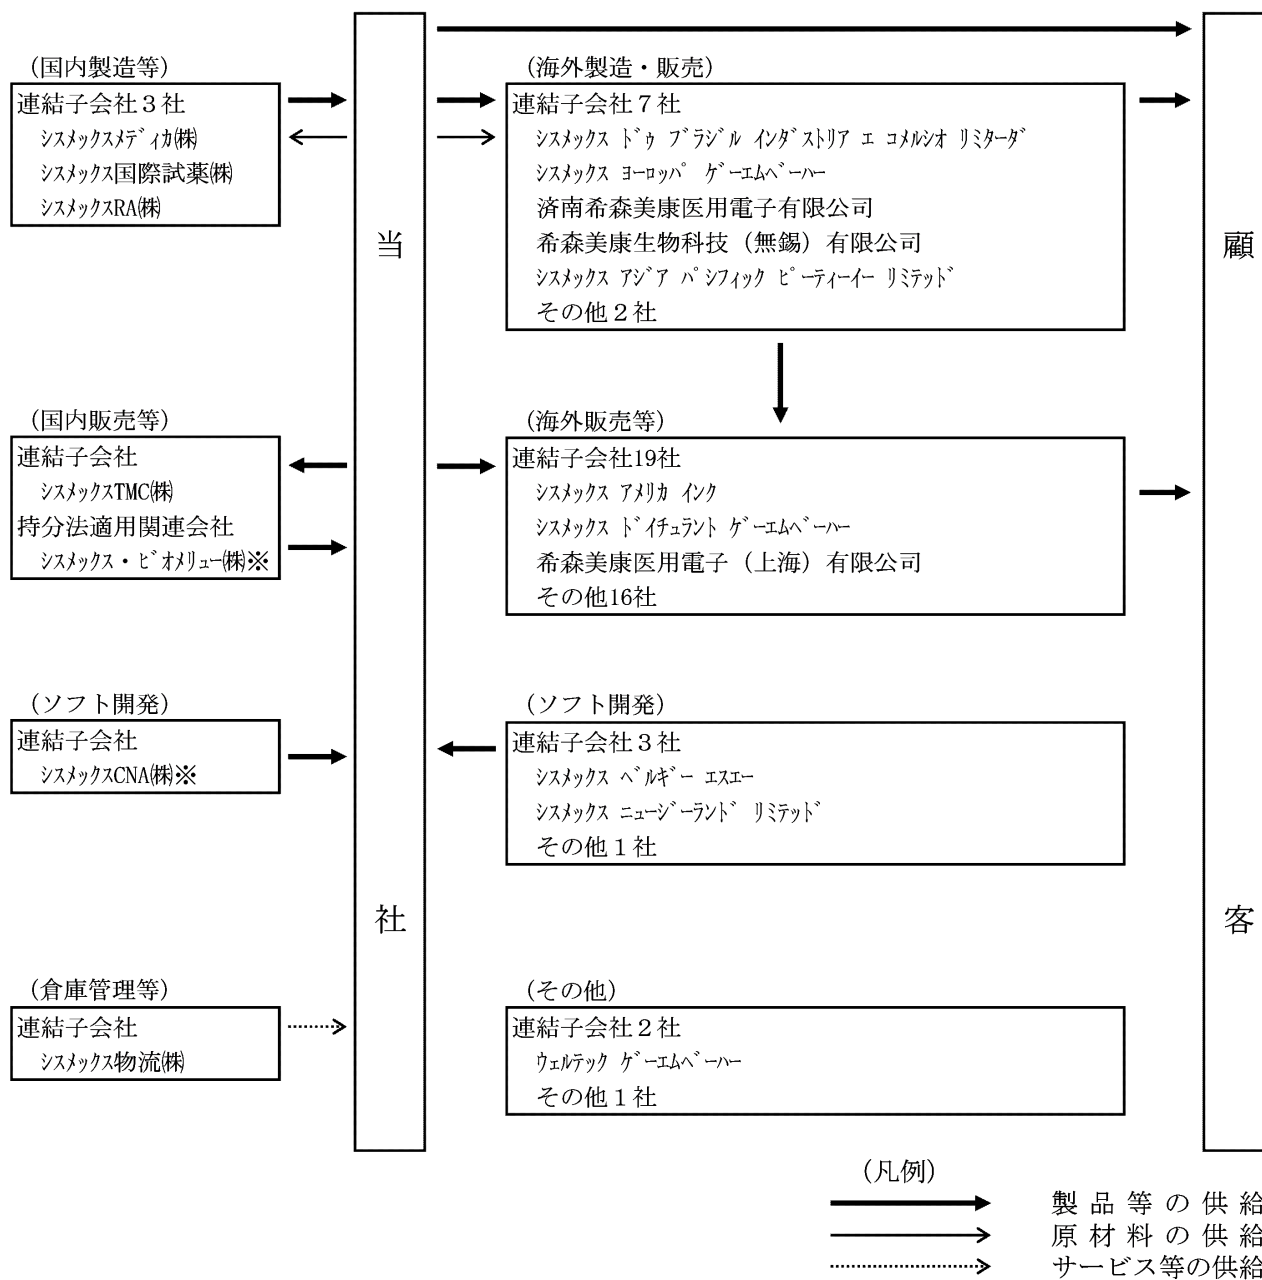 (国内製造等)
連結子会社３社
ｼｽﾒｯｸｽﾒﾃﾞｨｶ㈱
ｼｽﾒｯｸｽ国際試薬㈱
ｼｽﾒｯｸｽRA㈱
(国内販売等)
連結子会社
ｼｽﾒｯｸｽTMC㈱
持分法適用関連会社
ｼｽﾒｯｸｽ・ﾋﾞｵﾒﾘｭｰ㈱※
(ソフト開発)
連結子会社
ｼｽﾒｯｸｽCNA㈱※
(倉庫管理等)
連結子会社
ｼｽﾒｯｸｽ物流㈱
当
社
(海外製造・販売)
連結子会社７社
ｼｽﾒｯｸｽ ﾄﾞｩ ﾌﾞﾗｼﾞﾙ ｲﾝﾀﾞｽﾄﾘｱ ｴ ｺﾒﾙｼｵ ﾘﾐﾀｰﾀﾞ
ｼｽﾒｯｸｽ ﾖｰﾛｯﾊﾟ ｹﾞｰｴﾑﾍﾞｰﾊｰ
済南希森美康医用電子有限公司
希森美康生物科技（無錫）有限公司
ｼｽﾒｯｸｽ ｱｼﾞｱ ﾊﾟｼﾌｨｯｸ ﾋﾟｰﾃｨｰｲｰ ﾘﾐﾃｯﾄﾞ
その他２社
(海外販売等)
連結子会社19社
ｼｽﾒｯｸｽ ｱﾒﾘｶ ｲﾝｸ
ｼｽﾒｯｸｽ ﾄﾞｲﾁｭﾗﾝﾄ ｹﾞｰｴﾑﾍﾞｰﾊｰ
希森美康医用電子（上海）有限公司
その他16社
(ソフト開発)
連結子会社３社
ｼｽﾒｯｸｽ ﾍﾞﾙｷﾞｰ ｴｽｴｰ
ｼｽﾒｯｸｽ ﾆｭｰｼﾞｰﾗﾝﾄﾞ ﾘﾐﾃｯﾄﾞ
その他１社
(その他)
連結子会社２社
ｳｪﾙﾃｯｸ ｹﾞｰｴﾑﾍﾞｰﾊｰ
その他１社
顧
客
(凡例)
製品等の供給
原材料の供給
サービス等の供給